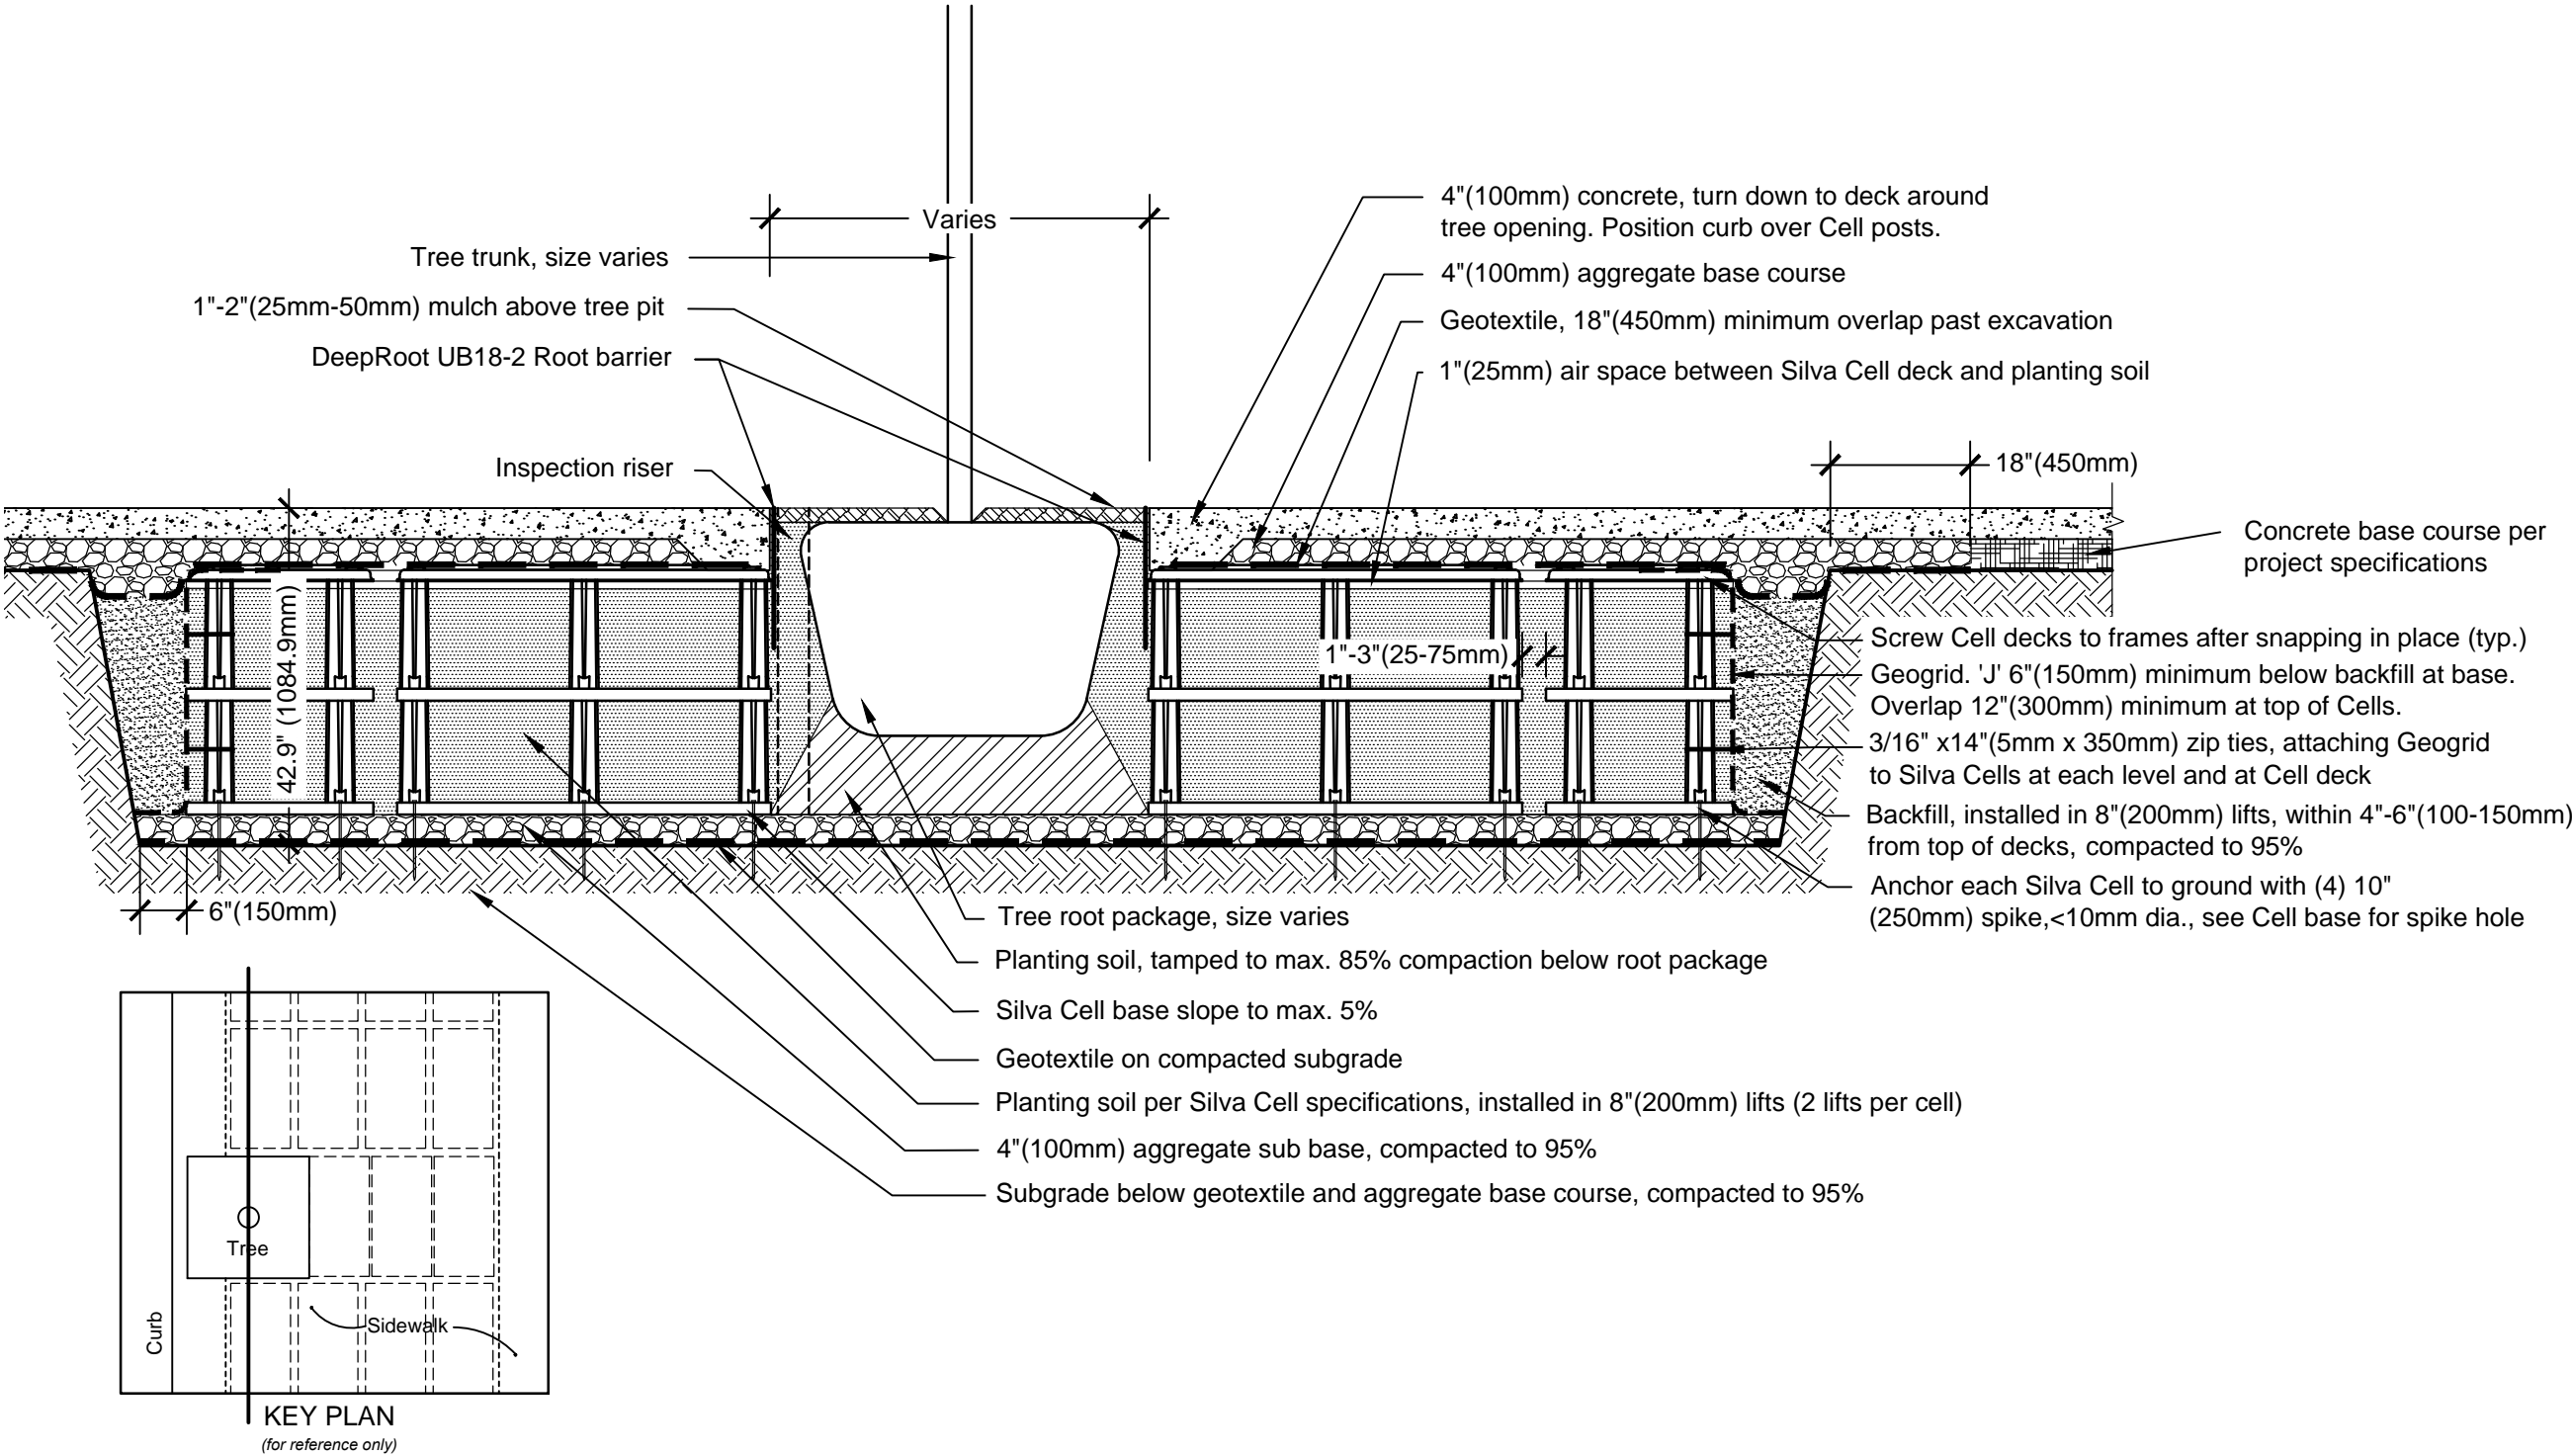 Varies
Tree trunk, size varies
1"-2"(25mm-50mm) mulch above tree pit
DeepRoot UB18-2 Root barrier
Inspection riser
4"(100mm) concrete, turn down to deck around
tree opening. Position curb over Cell posts.
4"(100mm) aggregate base course
Geotextile, 18"(450mm) minimum overlap past excavation
1"(25mm) air space between Silva Cell deck and planting soil
18"(450mm)
Concrete base course per
project specifications
42.9" (1084.9mm)
1"-3"(25-75mm)
Screw Cell decks to frames after snapping in place (typ.)
Geogrid. 'J' 6"(150mm) minimum below backfill at base.
Overlap 12"(300mm) minimum at top of Cells.
3/16" x14"(5mm x 350mm) zip ties, attaching Geogrid
to Silva Cells at each level and at Cell deck
Backfill, installed in 8"(200mm) lifts, within 4"-6"(100-150mm)
from top of decks, compacted to 95%
Anchor each Silva Cell to ground with (4) 10"
(250mm) spike,<10mm dia., see Cell base for spike hole
6"(150mm)
Tree root package, size varies
Planting soil, tamped to max. 85% compaction below root package
Silva Cell base slope to max. 5%
Geotextile on compacted subgrade
Planting soil per Silva Cell specifications, installed in 8"(200mm) lifts (2 lifts per cell)
4"(100mm) aggregate sub base, compacted to 95%
Subgrade below geotextile and aggregate base course, compacted to 95%
Tree
Curb
Sidewalk
KEY PLAN
(for reference only)